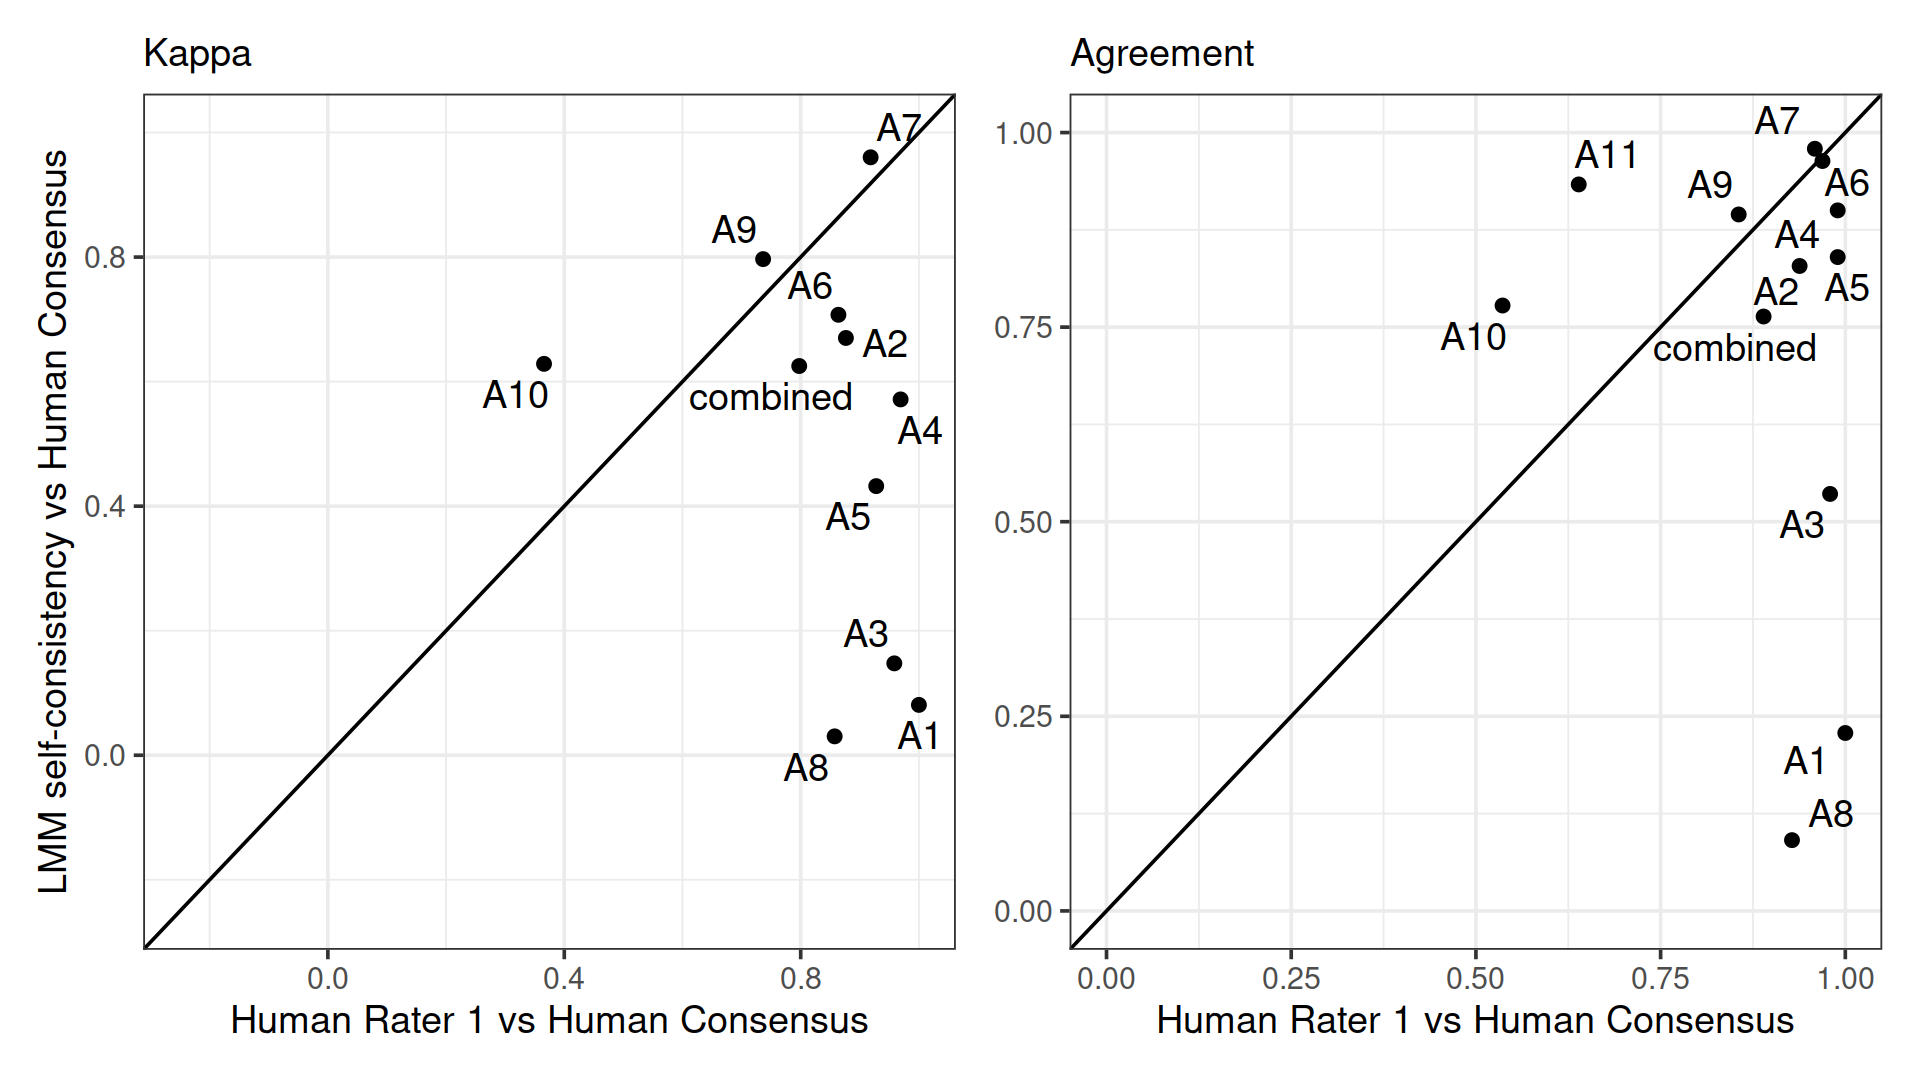 Kappa
Agreement
LMM self-consistency vs Human Consensus
0.8
0.4
0.0
A7
A9
A6
A2
A10
combined
A4
A5
A3
A1
A8
0.0 0.4 0.8
Human Rater 1 vs Human Consensus
1.00
0.75
0.50
0.25
0.00
A7
A11
A9
A6
A4
A2
A5
A10
combined
A3
A1
A8
0.00 0.25 0.50 0.75 1.00
Human Rater 1 vs Human Consensus